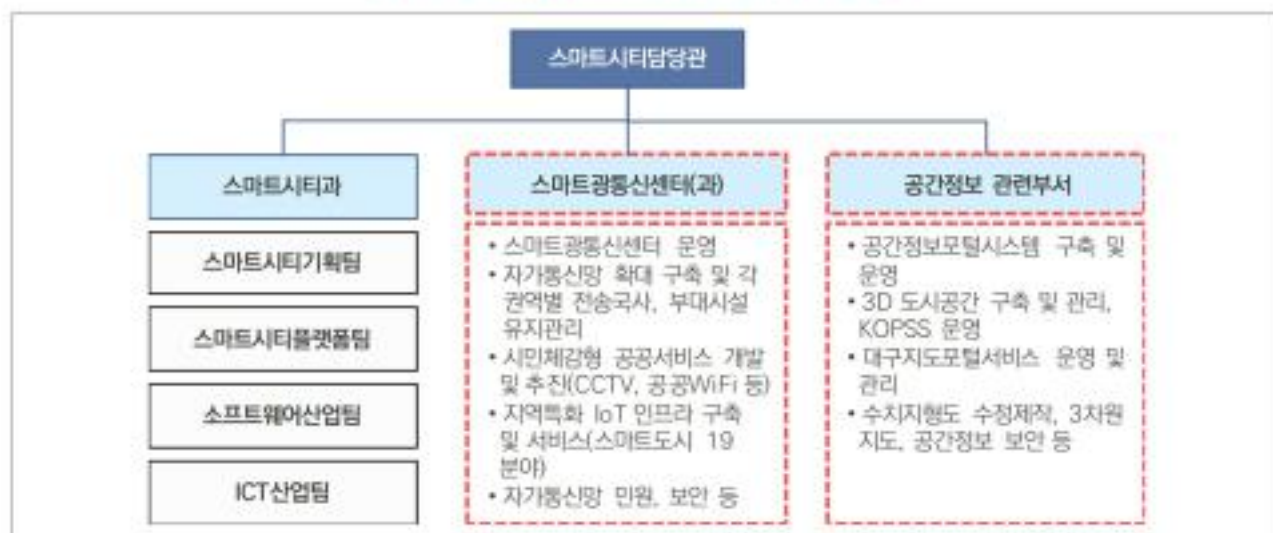 스마트시티담당관
스마트시티과
스마트시티기획팀
스마트시티플랫폼팀
소프트웨어산업팀
ICT산업팀
스마트광통신센터(과)
• 스마트광통신센터 운영
• 자가통신망 확대 구축 및 각
권역별 전송국사, 부대시설
유지관리
• 시민체감형 공공서비스 개발
및 추진(CCTV, 공공WiFi 등)
• 지역특화 IoT 인프라 구축
및 서비스(스마트도시 19
분야)
• 자가통신망 민원, 보안 등
공간정보 관련부서
• 공간정보포털시스템 구축 및
운영
• 3D 도시공간 구축 및 관리,
KOPSS 운영
• 대구지도포털서비스 운영 및
관리
• 수치지형도 수정제작, 3차원
지도, 공간정보 보안 등